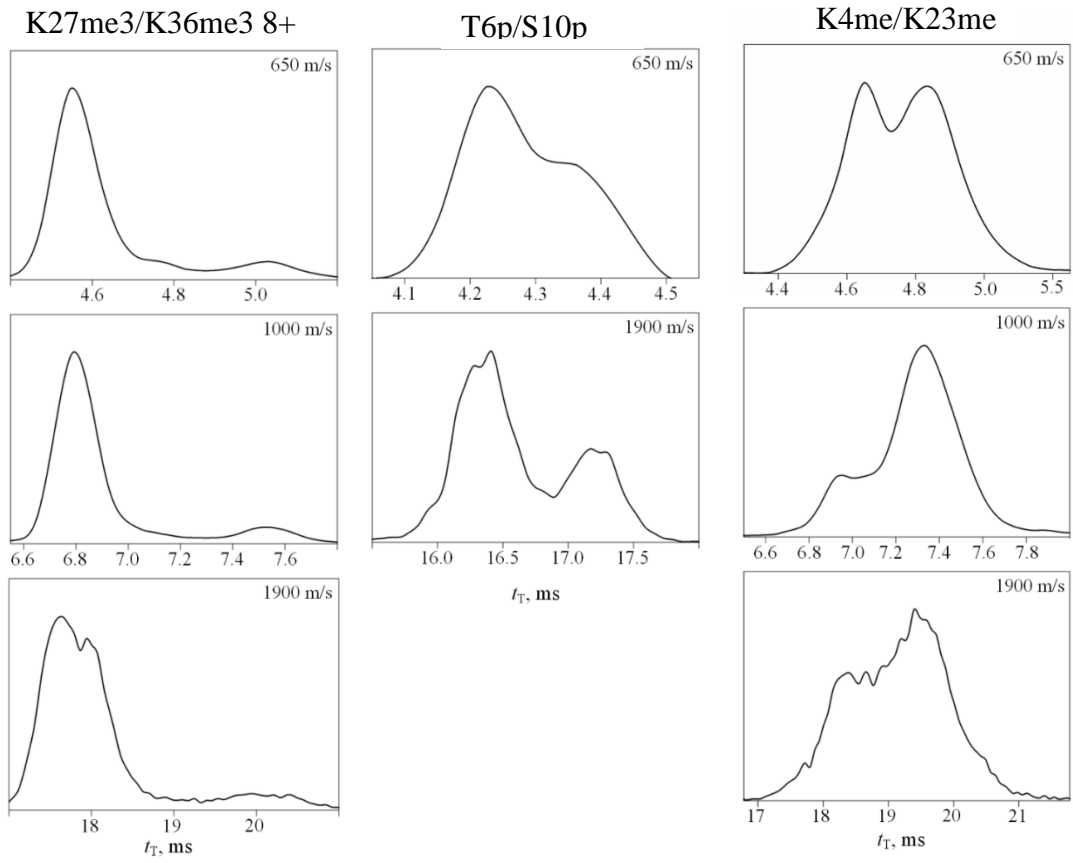 K27me3/K36me3 8+
T6p/S10p
K4me/K23me
650 m/s
4.6 4.8 5.0
650 m/s
4.1 4.2 4.3 4.4 4.5
650 m/s
4.4 4.6 4.8 5.0 5.5
1000 m/s
6.6 6.8 7.0 7.2 7.4 7.6
1900 m/s
16.0 16.5 17.0 17.5
t_T, ms
1000 m/s
6.6 6.8 7.0 7.4 7.6 7.8
1900 m/s
18 19 20
t_T, ms
1900 m/s
17 18 19 20 21
t_T, ms